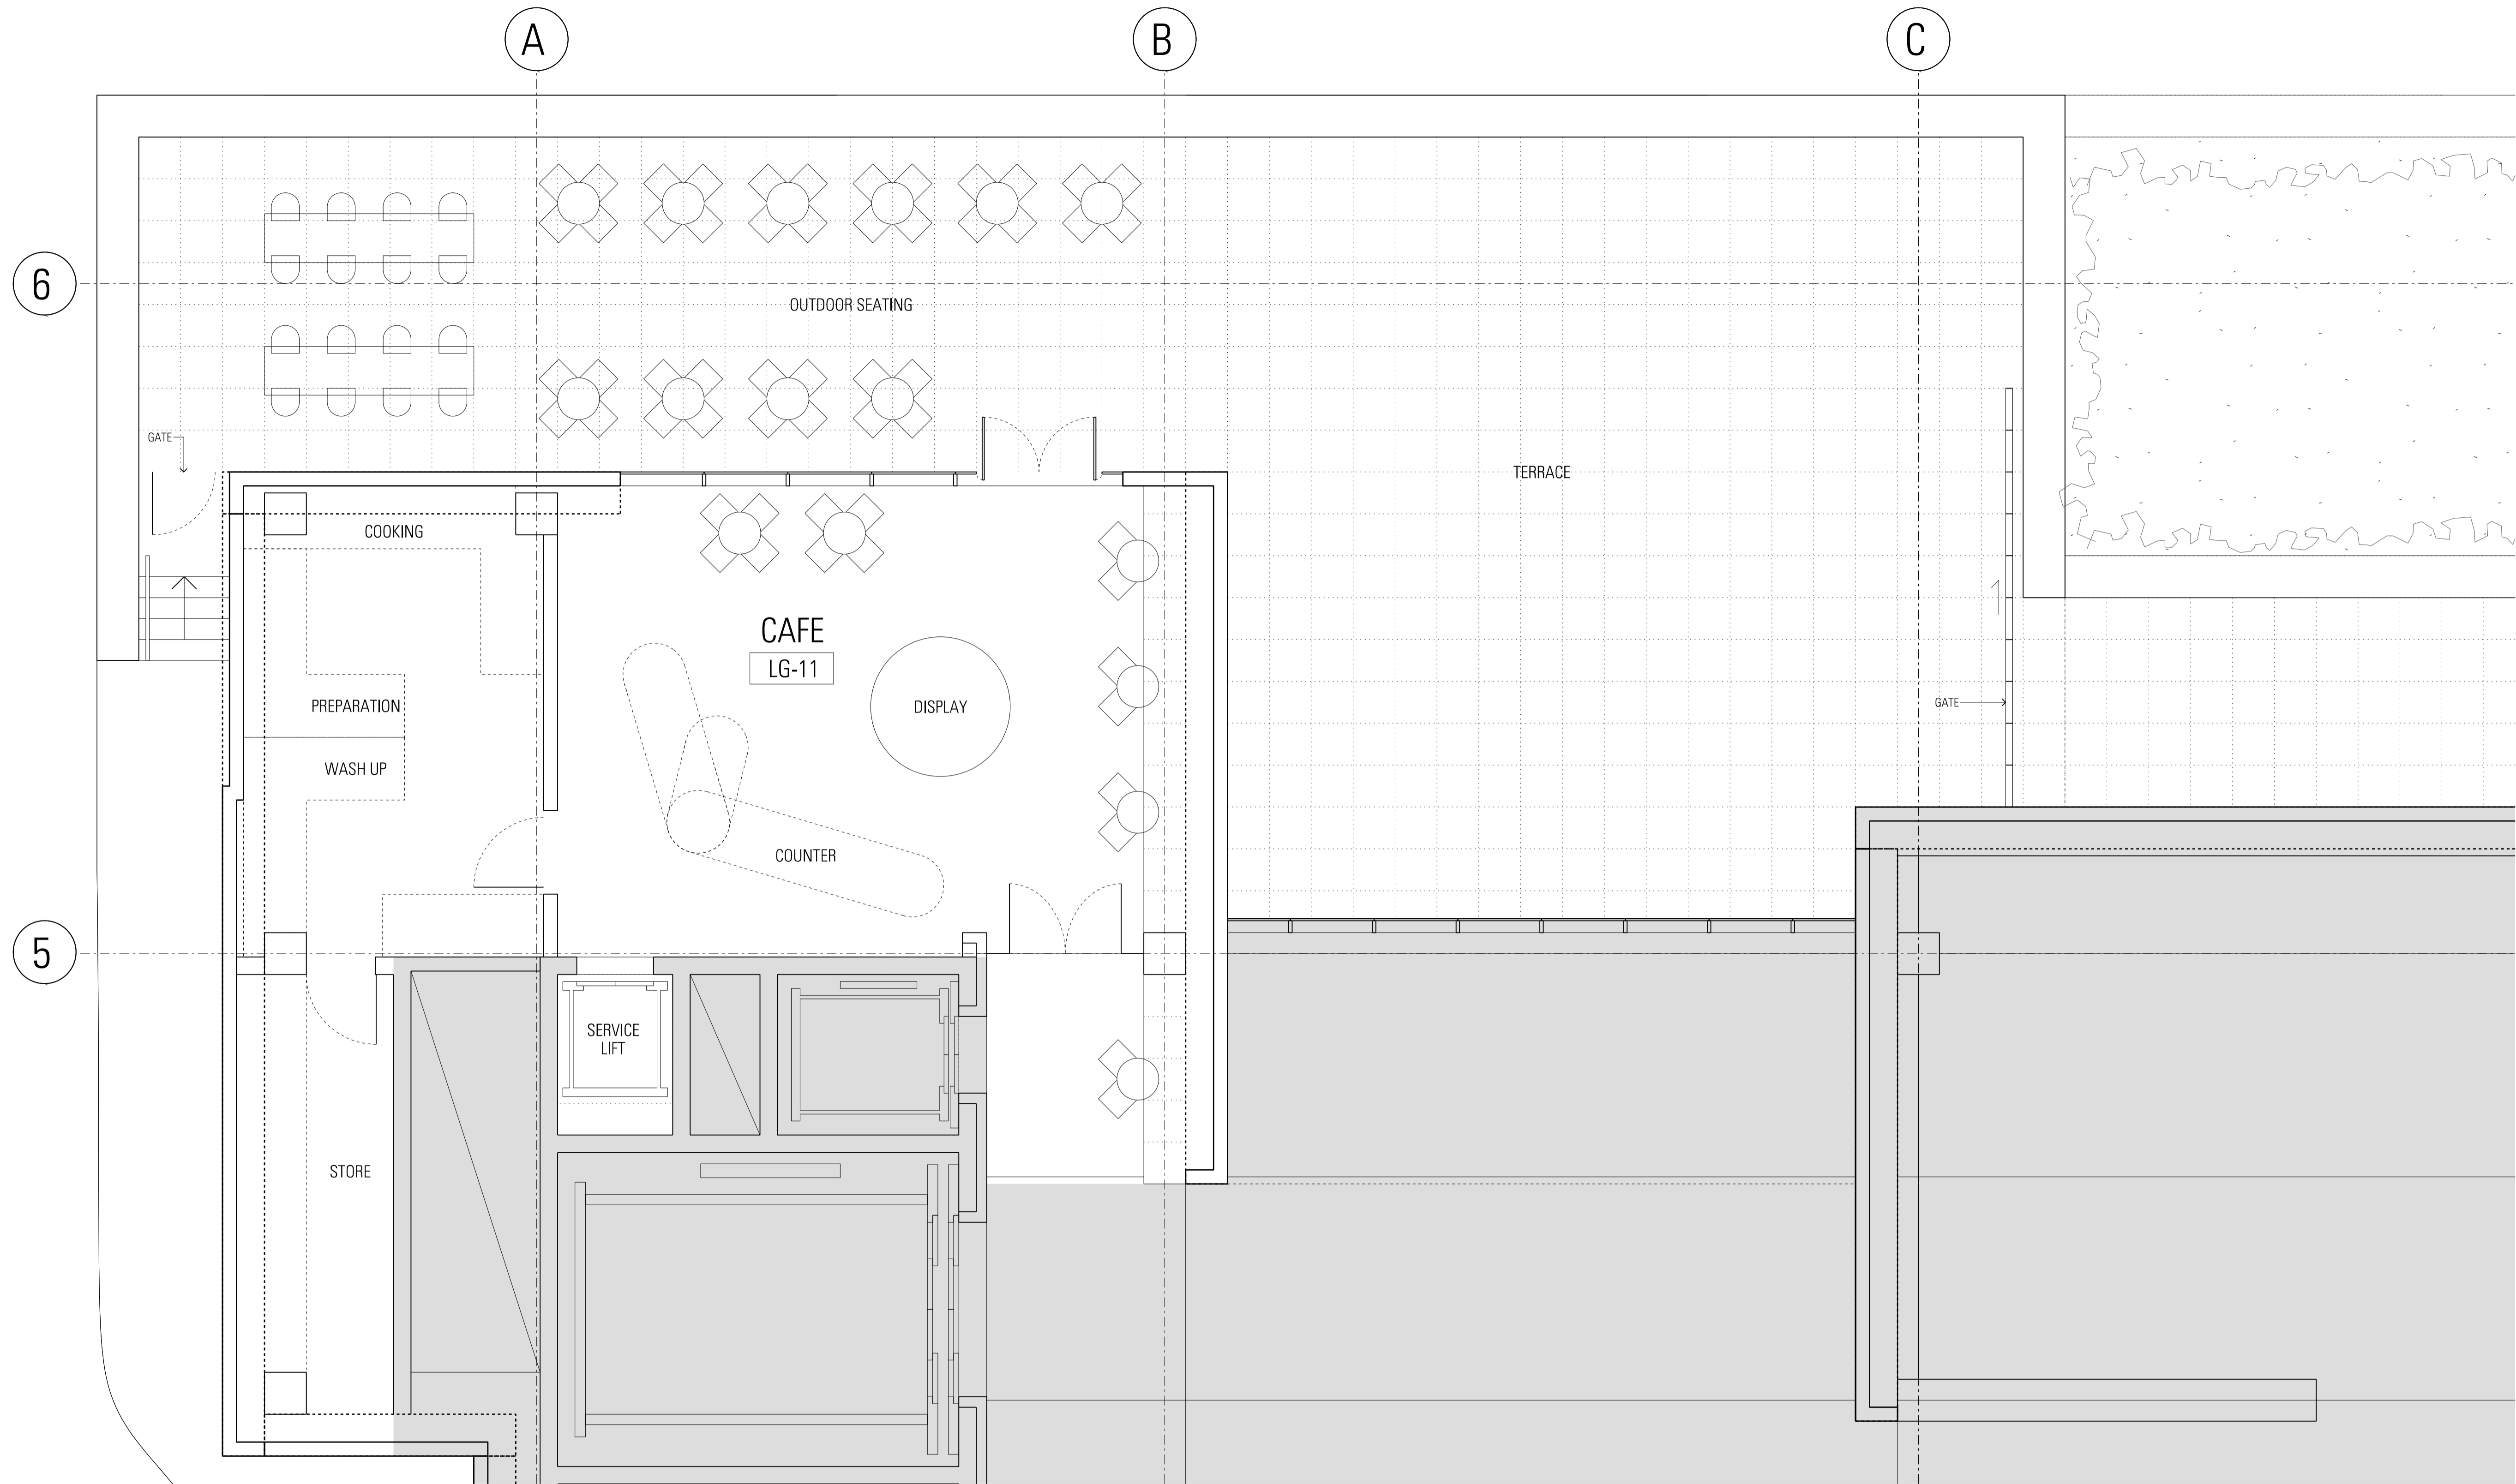 A
B
C
6
OUTDOOR SEATING
GATE
TERRACE
COOKING
CAFE
LG-11
PREPARATION
DISPLAY
GATE
WASH UP
COUNTER
5
SERVICE
LIFT
STORE